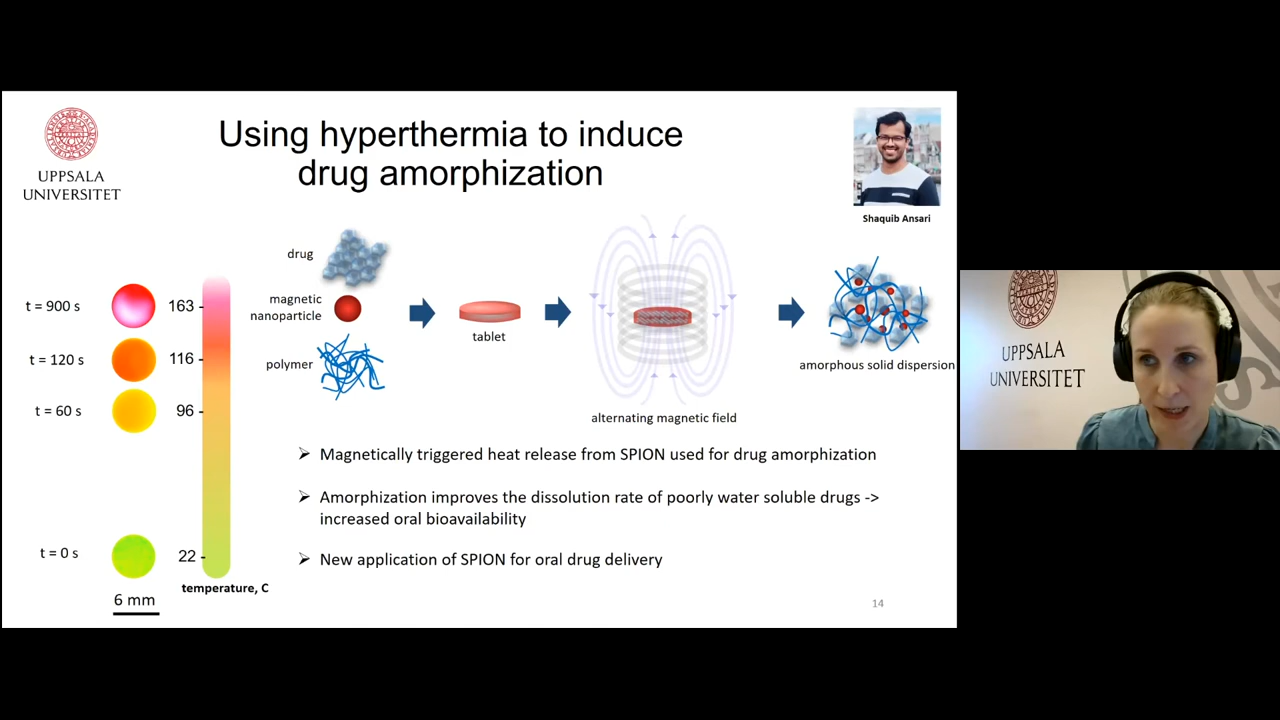 UPPSALA
UNIVERSITET
Using hyperthermia to induce
drug amorphization
Shaquib Ansari
drug
magnetic
nanoparticle
polymer
tablet
alternating magnetic field
amorphous solid dispersion
t = 900 s
163
t = 120 s
116
t = 60 s
96
t = 0 s
22
temperature, C
6 mm
➢ Magnetically triggered heat release from SPION used for drug amorphization
➢ Amorphization improves the dissolution rate of poorly water soluble drugs ->
increased oral bioavailability
➢ New application of SPION for oral drug delivery
14
UPPSALA
UNIVERSITET